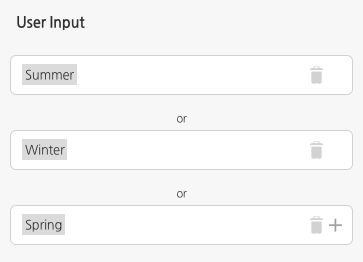 User Input
Summer
or
Winter
or
Spring